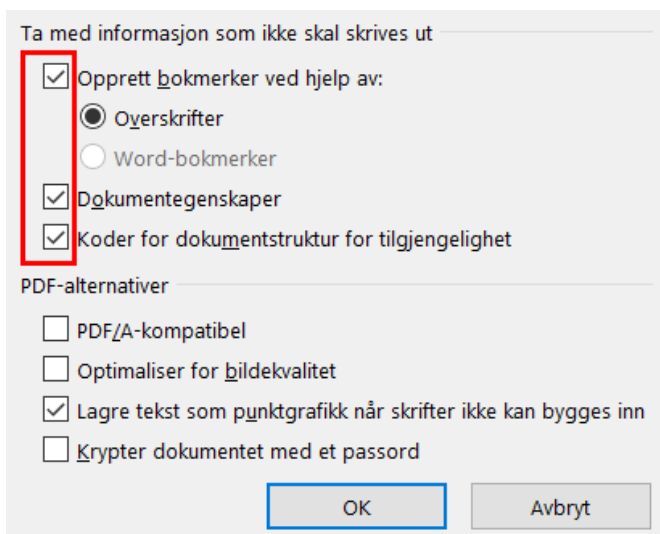 Ta med informasjon som ikke skal skrives ut
Opprett bokmerker ved hjelp av:
Overskrifter
Word-bokmerker
Dokumentegenskaper
Koder for dokumentstruktur for tilgjengelighet
PDF-alternativer
PDF/A-kompatibel
Optimaliser for bildekvalitet
Lagre tekst som punktgrafikk når skrifter ikke kan bygges inn
Krypter dokumentet med et passord
OK Avbryt